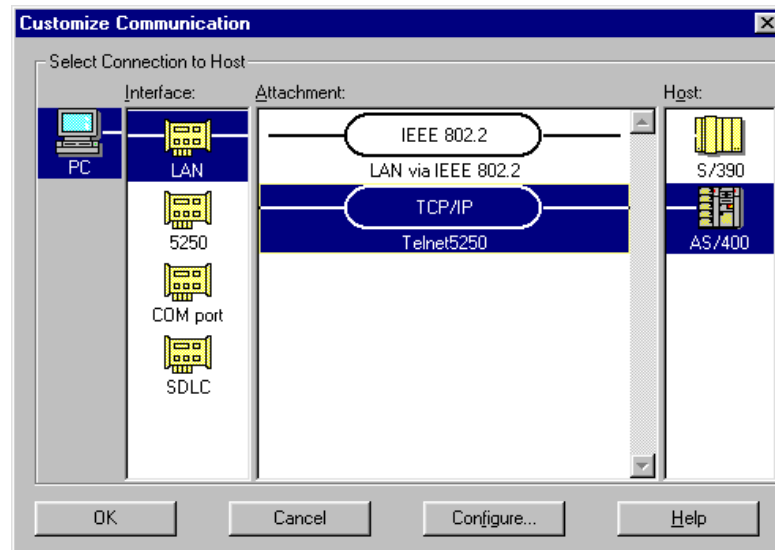 Customize Communication
Select Connection to Host
Interface:
Attachment:
Host:
PC
LAN
5250
COM port
SDLC
IEEE 802.2
LAN via IEEE 802.2
TCP/IP
Telnet5250
S/390
AS/400
OK
Cancel
Configure...
Help